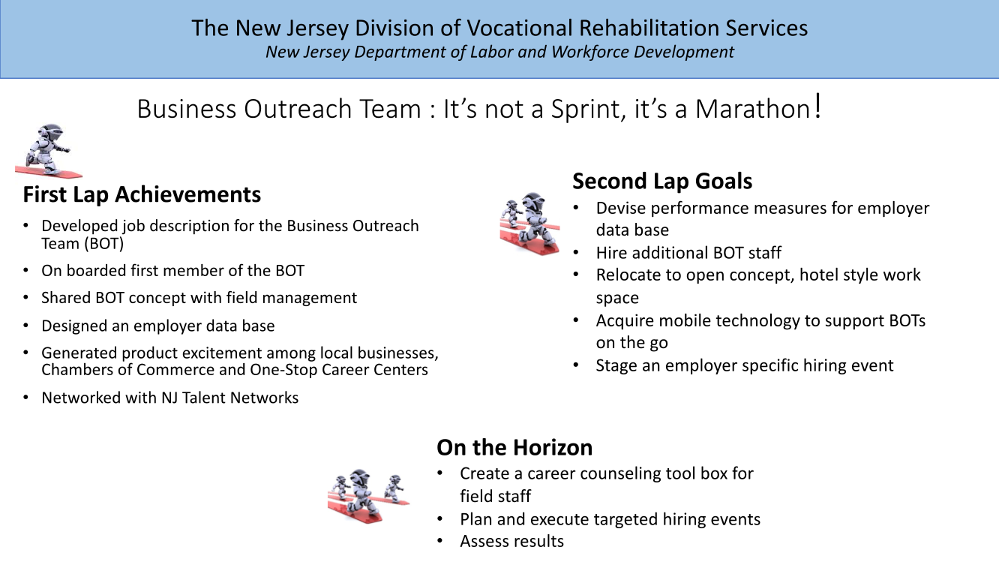 The New Jersey Division of Vocational Rehabilitation Services
New Jersey Department of Labor and Workforce Development
Business Outreach Team : It’s not a Sprint, it’s a Marathon!
First Lap Achievements
• Developed job description for the Business Outreach
Team (BOT)
• On boarded first member of the BOT
• Shared BOT concept with field management
• Designed an employer data base
• Generated product excitement among local businesses,
Chambers of Commerce and One-Stop Career Centers
• Networked with NJ Talent Networks
Second Lap Goals
• Devise performance measures for employer
data base
• Hire additional BOT staff
• Relocate to open concept, hotel style work
space
• Acquire mobile technology to support BOTs
on the go
• Stage an employer specific hiring event
On the Horizon
• Create a career counseling tool box for
field staff
• Plan and execute targeted hiring events
• Assess results